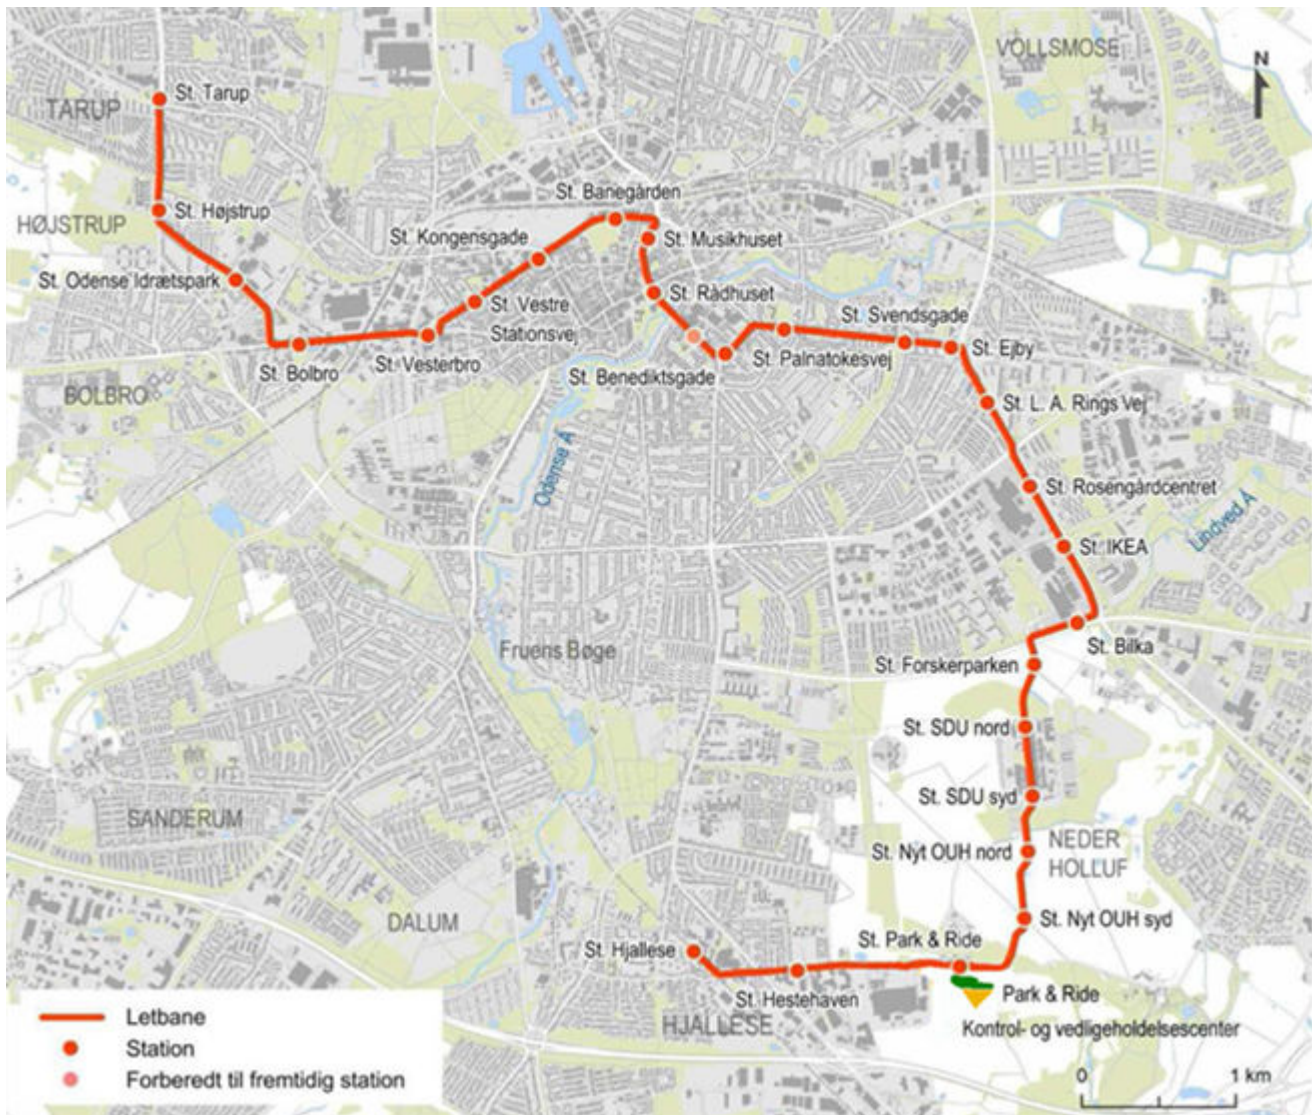 VOLLSMOSE
N
St. Tarup
TARUP
St. Banegården
St. Højstrup
HØJSTRUP
St. Kongensgade
St. Musikhuset
St. Odense Idrætspark
St. Rådhuset
St. Vestre
Stationsvej
St. Svendsgade
St. Ejby
St. Vesterbro
St. Palnatokesvej
St. Bolbro
St. Benediktsgade
BOLBRO
St. L. A. Rings Vej
Odense Å
St. Rosengårdcentret
Lindved Å
St. IKEA
Fruens Bøge
St. Bilka
St. Forskerparken
St. SDU nord
St. SDU syd
SANDERUM
NEDER
HOLLUF
St. Nyt OUH nord
DALUM
St. Nyt OUH syd
St. Park & Ride
St. Hjallese
St. Hestehaven
Park & Ride
HJALLESE
Kontrol- og vedligeholdelsescenter
Letbane
Station
Forberedt til fremtidig station
0 1 km